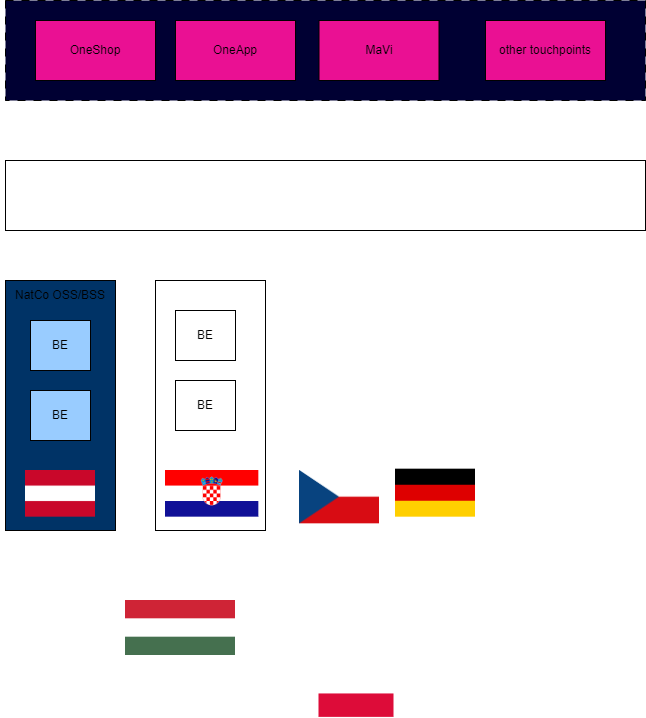 OneShop
OneApp
MaVi
other touchpoints
NatCo OSS/BSS
BE
BE
BE
BE